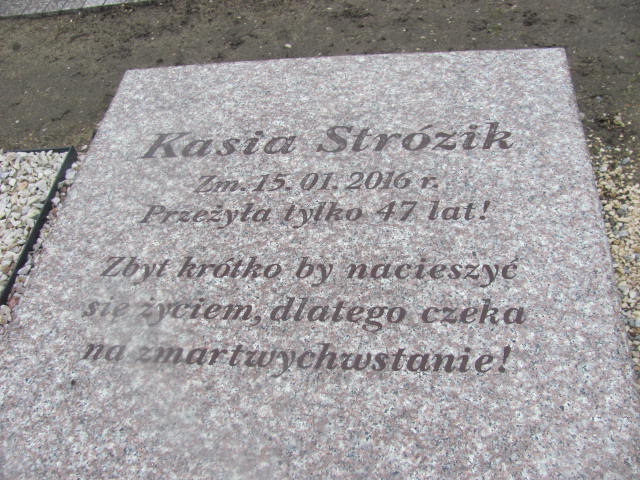 Kasia Strózik
Zm. 15. 01. 2016 r.
Przeżyła tylko 47 lat!
Zbyt krótko by nacieszyć
się życiem, dlatego czeka
na zmartwychwstanie!